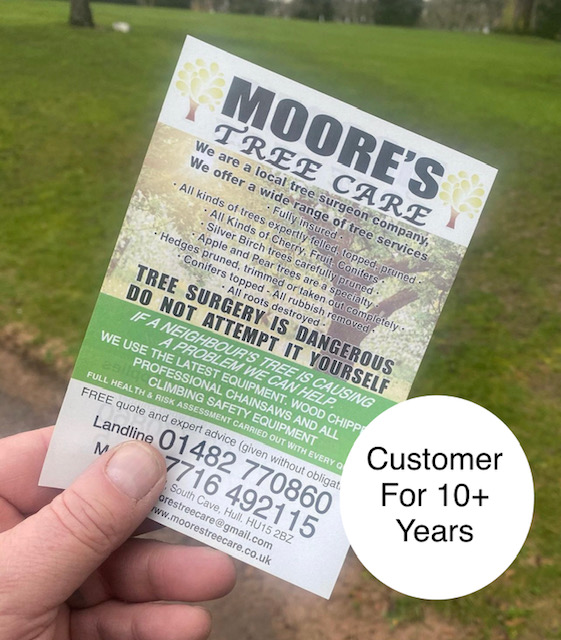 MOORE'S
TREE CARE
We are a local tree surgeon company,
We offer a wide range of tree services
· Fully insured ·
· All kinds of trees expertly felled, topped, pruned ·
· All Kinds of Cherry, Fruit, Conifers ·
Silver Birch trees carefully pruned ·
· Apple and Pear trees are a specialty
· Hedges pruned, trimmed or taken out completely ·
· Conifers topped · All rubbish removed ·
· All roots destroyed ·
TREE SURGERY IS DANGEROUS
DO NOT ATTEMPT IT YOURSELF
IF A NEIGHBOUR'S TREE IS CAUSING
A PROBLEM WE CAN HELP
WE USE THE LATEST EQUIPMENT, WOOD CHIPPE
PROFESSIONAL CHAINSAWS AND ALL
CLIMBING SAFETY EQUIPMENT
FULL HEALTH & RISK ASSESSMENT CARRIED OUT WITH EVERY
FREE quote and expert advice (given without obligat
Landline 01482 770860
7716 492115
South Cave, Hull. HU15 2BZ
orestreecare@gmail.com
www.moorestreecare.co.uk
Customer
For 10+
Years